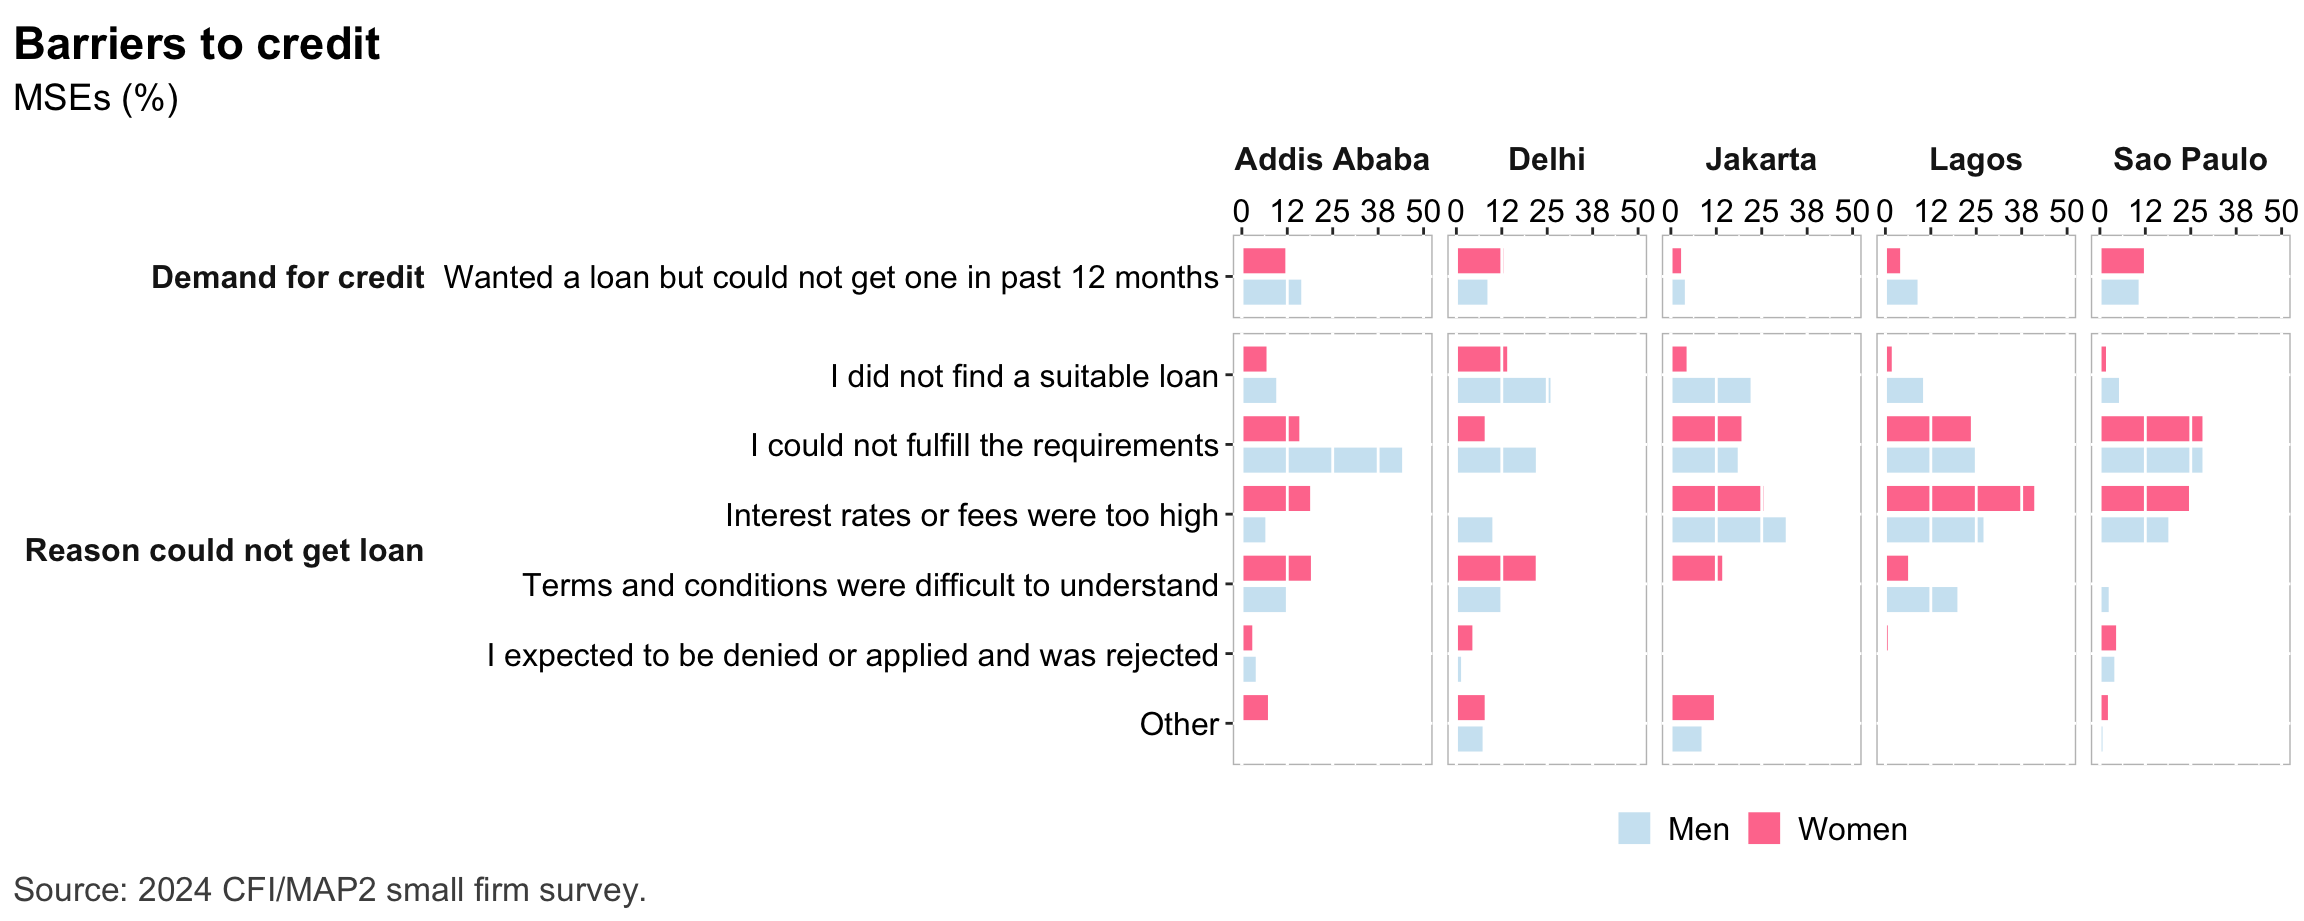 Barriers to credit
MSEs (%)
Addis Ababa Delhi Jakarta Lagos Sao Paulo
0 12 25 38 50 0 12 25 38 50 0 12 25 38 50 0 12 25 38 50 0 12 25 38 50
Demand for credit Wanted a loan but could not get one in past 12 months
I did not find a suitable loan
I could not fulfill the requirements
Interest rates or fees were too high
Reason could not get loan
Terms and conditions were difficult to understand
I expected to be denied or applied and was rejected
Other
Men Women
Source: 2024 CFI/MAP2 small firm survey.